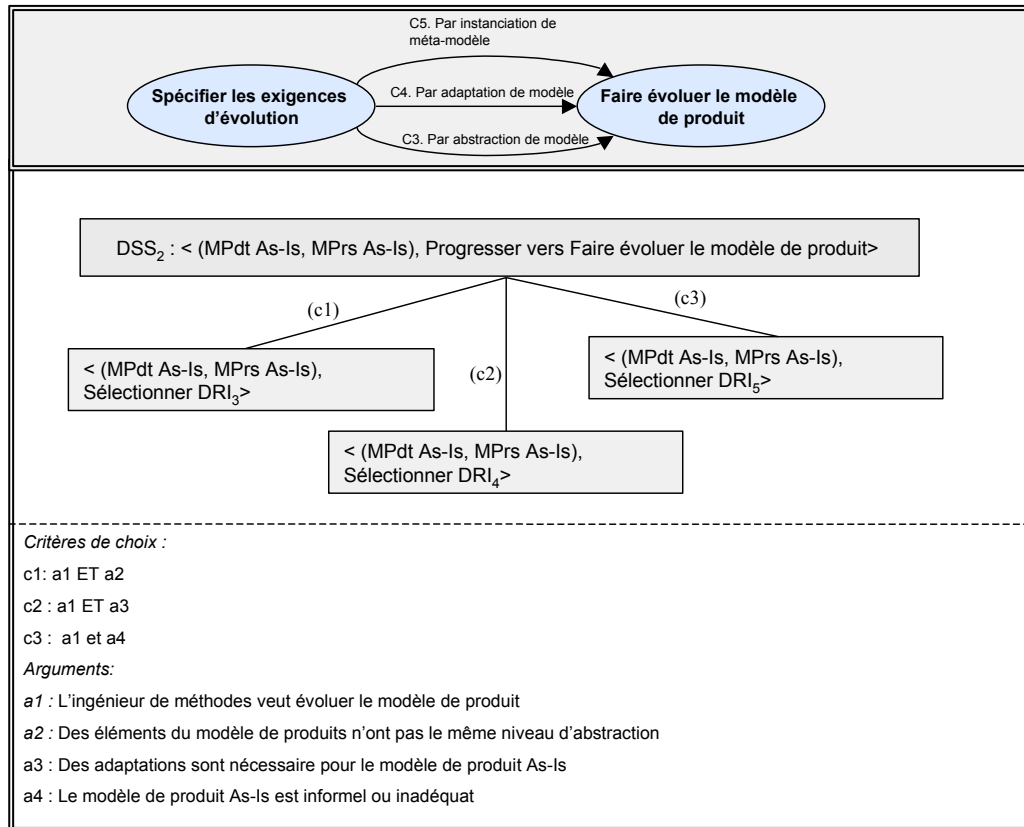 C5. Par instanciation de
méta-modèle
Spécifier les exigences
d'évolution
C4. Par adaptation de modèle
Faire évoluer le modèle
de produit
C3. Par abstraction de modèle
DSS2 : < (MPdt As-Is, MPrs As-Is), Progresser vers Faire évoluer le modèle de produit>
(c1)
(c2)
(c3)
< (MPdt As-Is, MPrs As-Is),
Sélectionner DRI3>
< (MPdt As-Is, MPrs As-Is),
Sélectionner DRI5>
< (MPdt As-Is, MPrs As-Is),
Sélectionner DRI4>
Critères de choix :
c1: a1 ET a2
c2 : a1 ET a3
c3 : a1 et a4
Arguments:
a1 : L'ingénieur de méthodes veut évoluer le modèle de produit
a2 : Des éléments du modèle de produits n'ont pas le même niveau d'abstraction
a3 : Des adaptations sont nécessaire pour le modèle de produit As-Is
a4 : Le modèle de produit As-Is est informel ou inadéquat